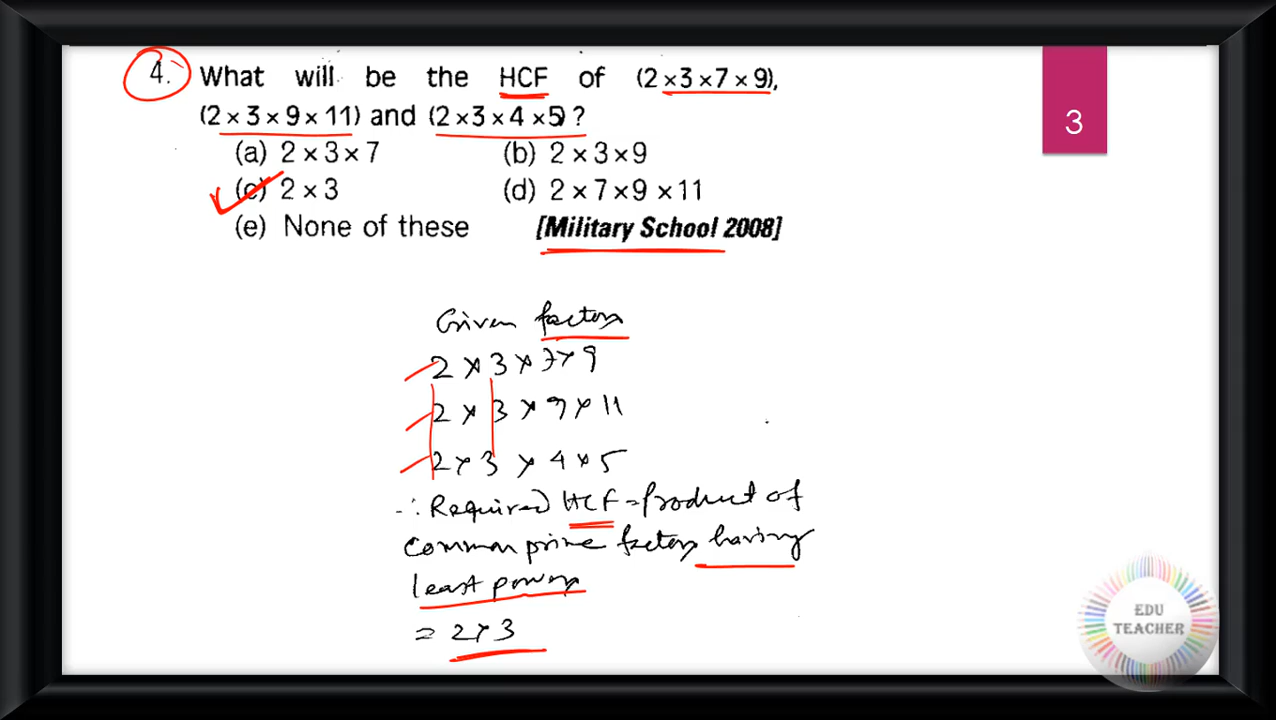 4. What will be the HCF of (2 × 3 × 7 × 9),
(2 × 3 × 9 × 11) and (2 × 3 × 4 × 5) ?
(a) 2 × 3 × 7 (b) 2 × 3 × 9
(c) 2 × 3 (d) 2 × 7 × 9 × 11
(e) None of these [Military School 2008]
3
Given factors
2 × 3 × 7 × 9
2 × 3 × 9 × 11
2 × 3 × 4 × 5
∴ Required HCF = Product of
common prime factors having
least powers
= 2 × 3
EDU
TEACHER